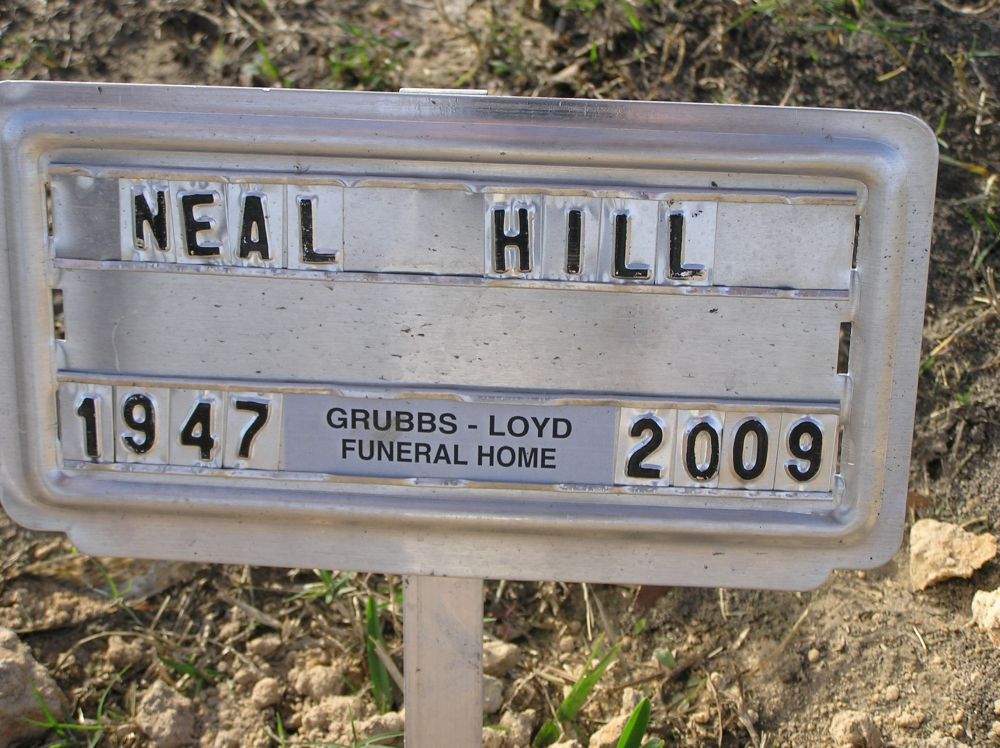 NEAL HILL
1947 GRUBBS - LOYD FUNERAL HOME 2009